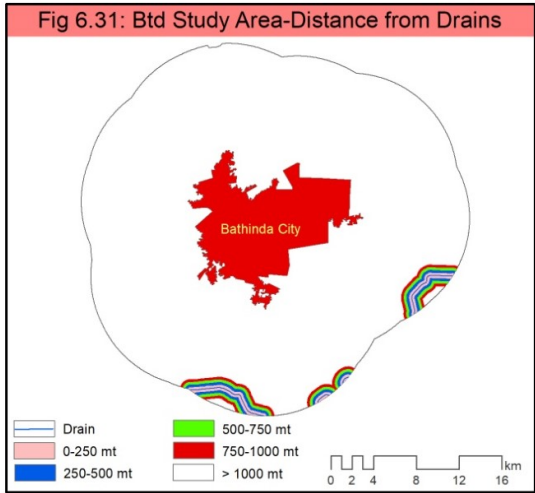 Fig 6.31: Btd Study Area-Distance from Drains
Bathinda City
Drain
0-250 mt
250-500 mt
500-750 mt
750-1000 mt
> 1000 mt
km
0 2 4 8 12 16